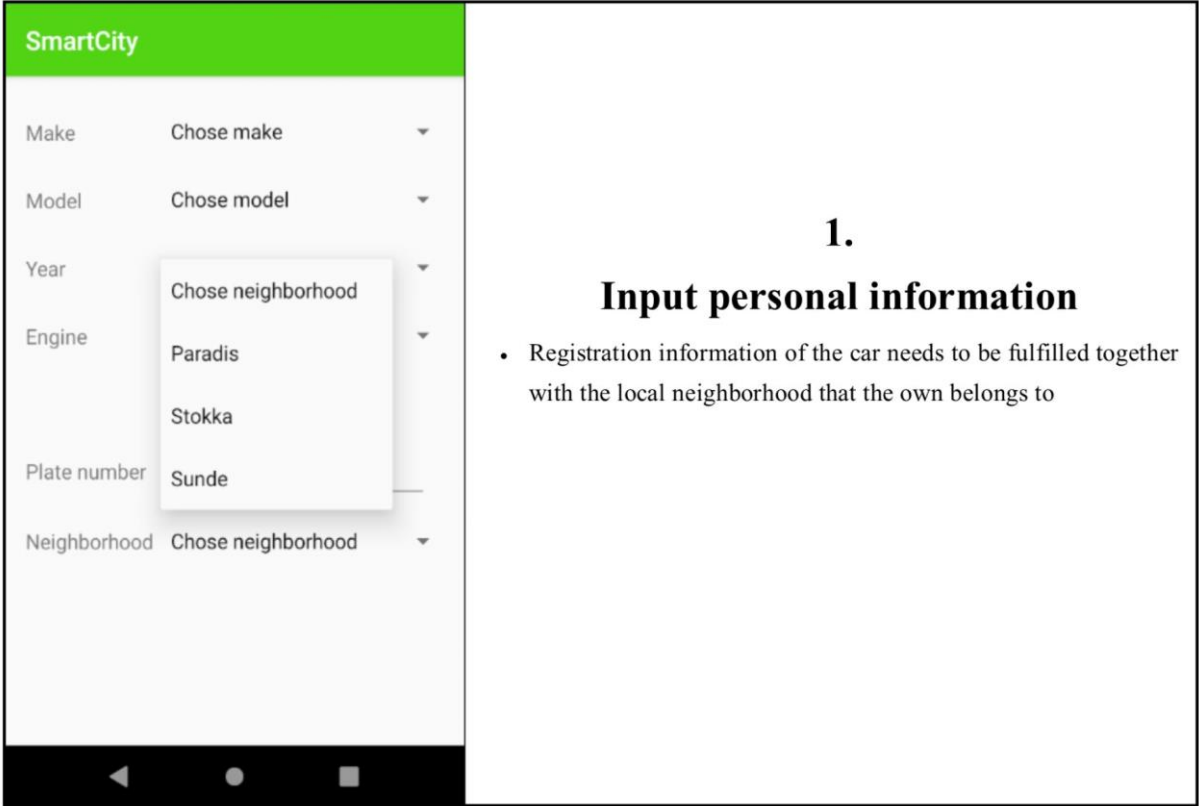 SmartCity
Make Chose make
Model Chose model
Year
Chose neighborhood
Engine
Paradis
Stokka
Plate number
Sunde
Neighborhood Chose neighborhood
1.
Input personal information
• Registration information of the car needs to be fulfilled together
with the local neighborhood that the own belongs to